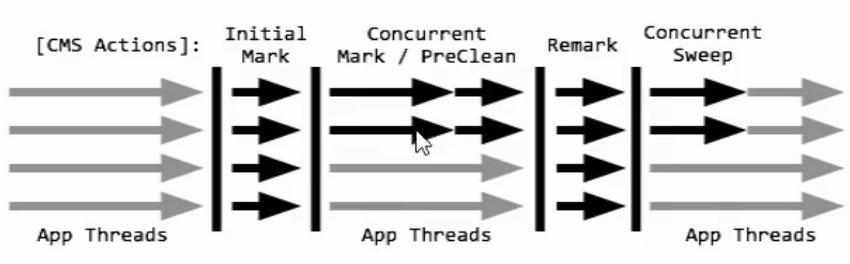 [CMS Actions]:
Initial
Mark
Concurrent
Mark / PreClean
Remark
Concurrent
Sweep
App Threads
App Threads
App Threads